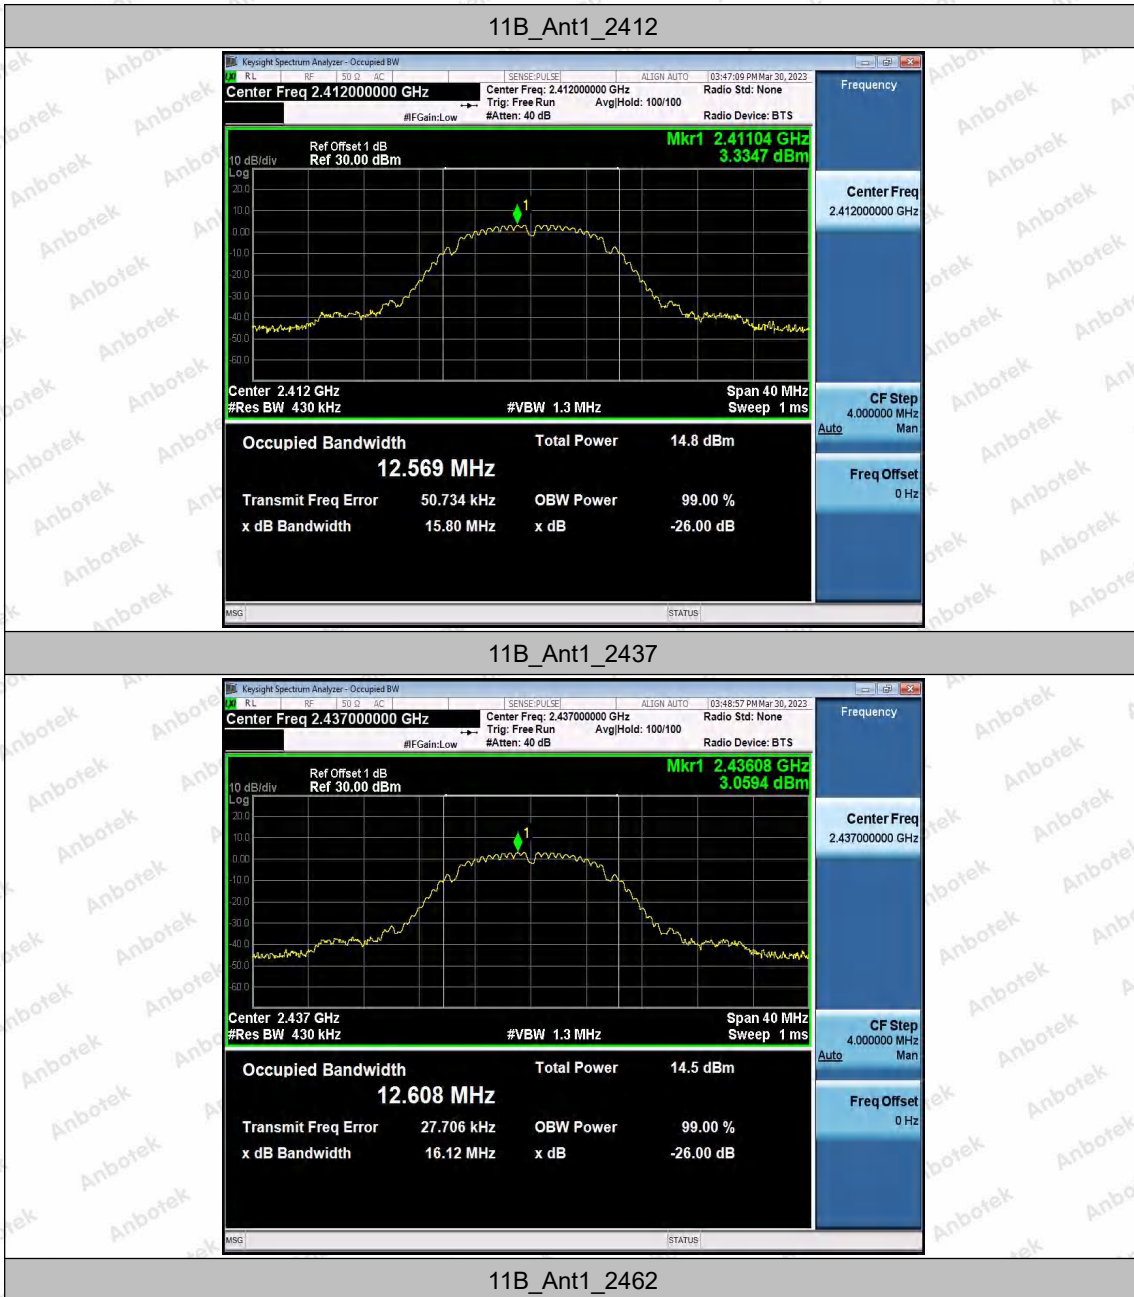 11B_Ant1_2412
Keysight Spectrum Analyzer - Occupied BW
LXI RL RF 50 Ω AC SENSE:PULSE ALIGN AUTO 03:47:09 PM Mar 30, 2023
Center Freq 2.412000000 GHz
Center Freq: 2.412000000 GHz
Radio Std: None
Trig: Free Run Avg|Hold: 100/100
#IFGain:Low #Atten: 40 dB Radio Device: BTS
Frequency
Mkr1 2.41104 GHz
3.3347 dBm
Ref Offset 1 dB
10 dB/div Ref 30.00 dBm
Log
20.0
10.0
0.00
-10.0
-20.0
-30.0
-40.0
-50.0
-60.0
1
Center 2.412 GHz Span 40 MHz
#Res BW 430 kHz #VBW 1.3 MHz Sweep 1 ms
Center Freq
2.412000000 GHz
CF Step
4.000000 MHz
Auto Man
Freq Offset
0 Hz
Occupied Bandwidth Total Power 14.8 dBm
12.569 MHz
Transmit Freq Error 50.734 kHz OBW Power 99.00 %
x dB Bandwidth 15.80 MHz x dB -26.00 dB
MSG STATUS
11B_Ant1_2437
Keysight Spectrum Analyzer - Occupied BW
LXI RL RF 50 Ω AC SENSE:PULSE ALIGN AUTO 03:48:57 PM Mar 30, 2023
Center Freq 2.437000000 GHz
Center Freq: 2.437000000 GHz
Radio Std: None
Trig: Free Run Avg|Hold: 100/100
#IFGain:Low #Atten: 40 dB Radio Device: BTS
Frequency
Mkr1 2.43608 GHz
3.0594 dBm
Ref Offset 1 dB
10 dB/div Ref 30.00 dBm
Log
20.0
10.0
0.00
-10.0
-20.0
-30.0
-40.0
-50.0
-60.0
1
Center 2.437 GHz Span 40 MHz
#Res BW 430 kHz #VBW 1.3 MHz Sweep 1 ms
Center Freq
2.437000000 GHz
CF Step
4.000000 MHz
Auto Man
Freq Offset
0 Hz
Occupied Bandwidth Total Power 14.5 dBm
12.608 MHz
Transmit Freq Error 27.706 kHz OBW Power 99.00 %
x dB Bandwidth 16.12 MHz x dB -26.00 dB
MSG STATUS
11B_Ant1_2462
Anbotek